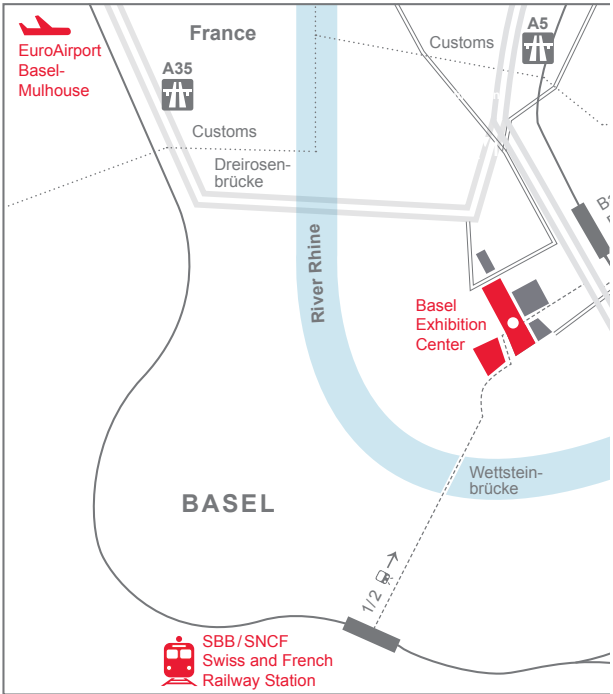 France
A5
Customs
EuroAirport
Basel-
Mulhouse
A35
Customs
Dreirosen-
brücke
River Rhine
Basel
Exhibition
Center
Wettstein-
brücke
BASEL
1/2
SBB/SNCF
Swiss and French
Railway Station